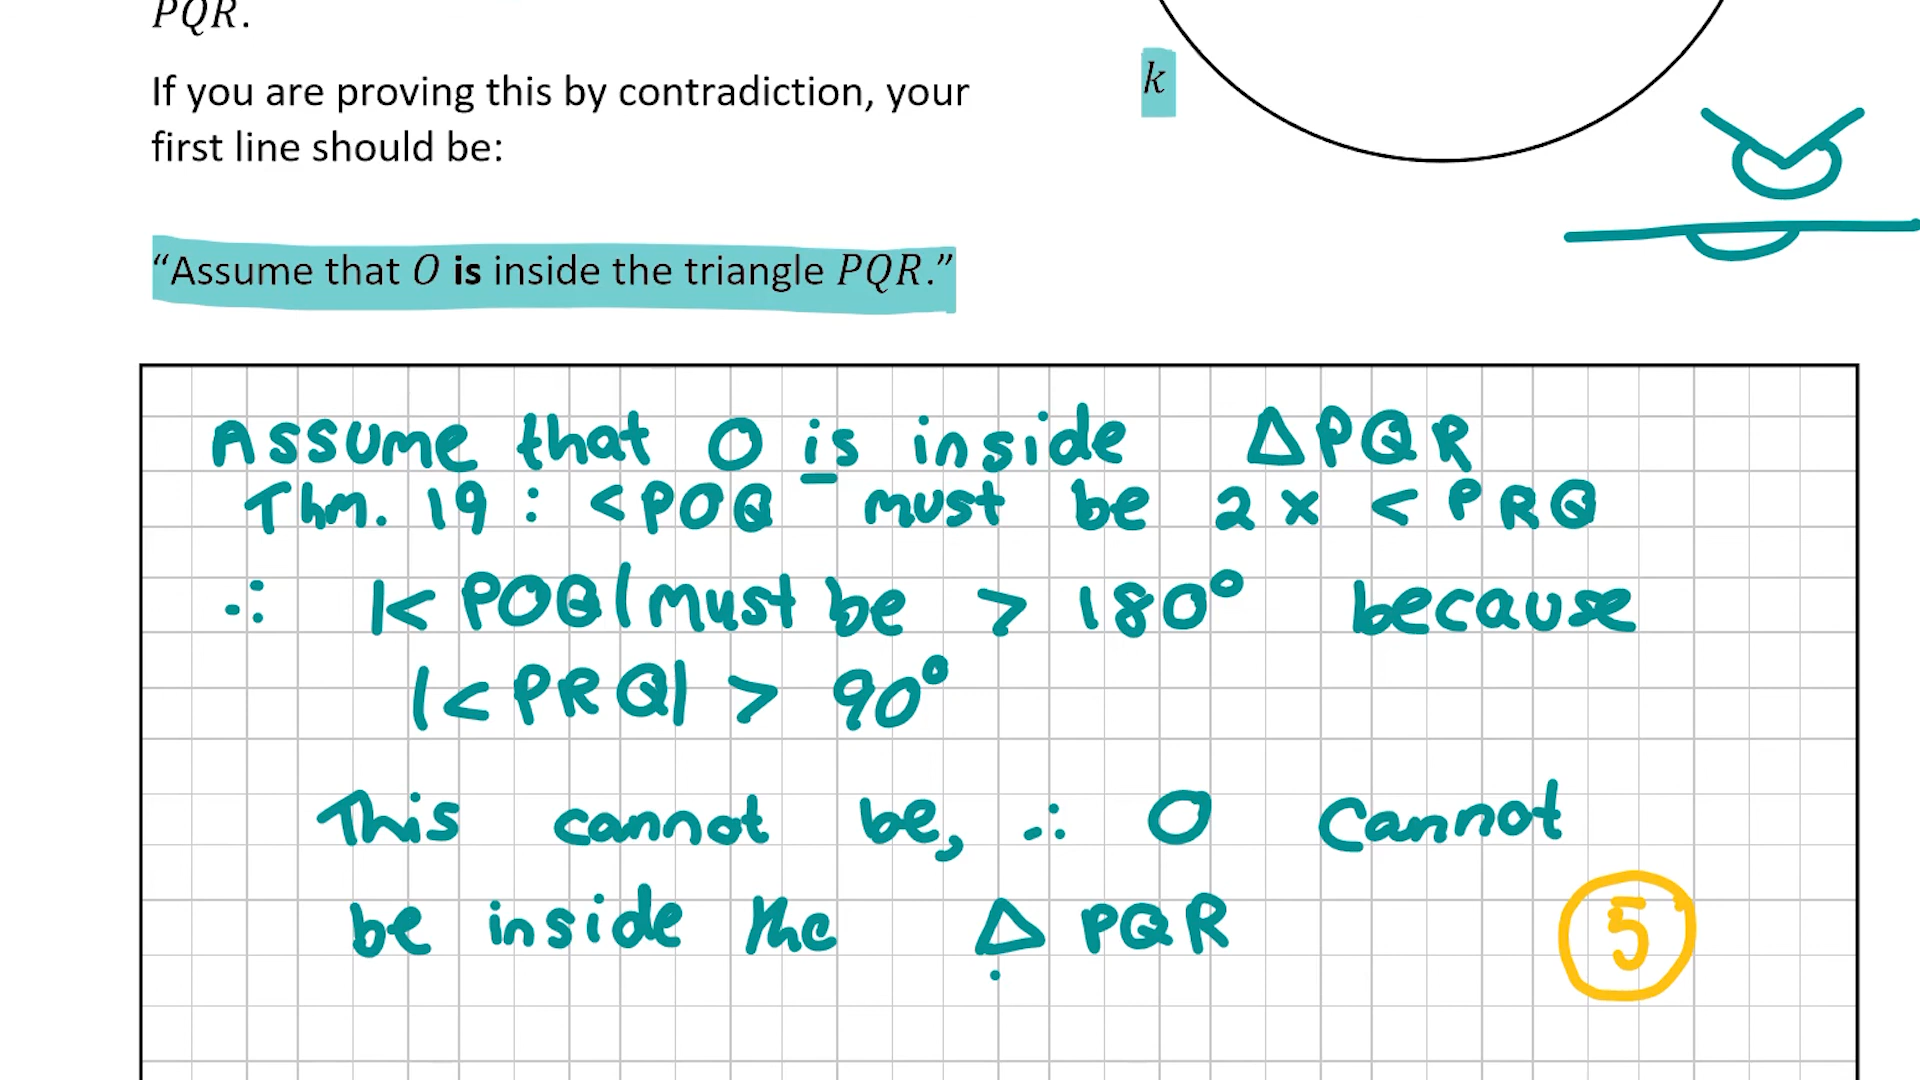 PQR.
If you are proving this by contradiction, your
first line should be:
k
“Assume that O is inside the triangle PQR.”
Assume that O is inside △PQR
Thm. 19 : <POQ must be 2 x <PRQ
∴ |<POQ| must be > 180° because
|<PRQ| > 90°
This cannot be, ∴ O cannot
be inside the △ PQR
5